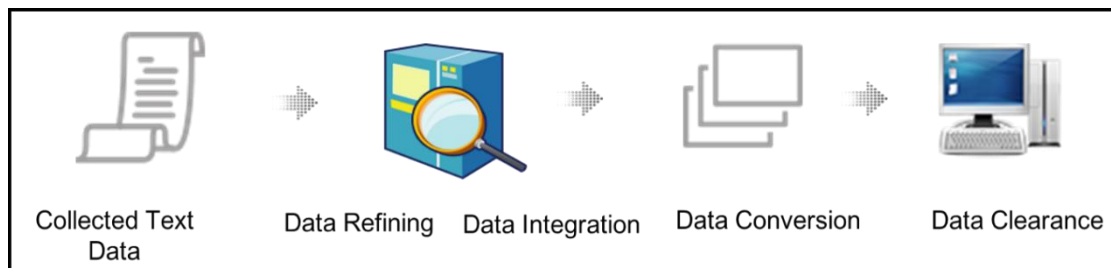 Collected Text
Data
Data Refining
Data Integration
Data Conversion
Data Clearance